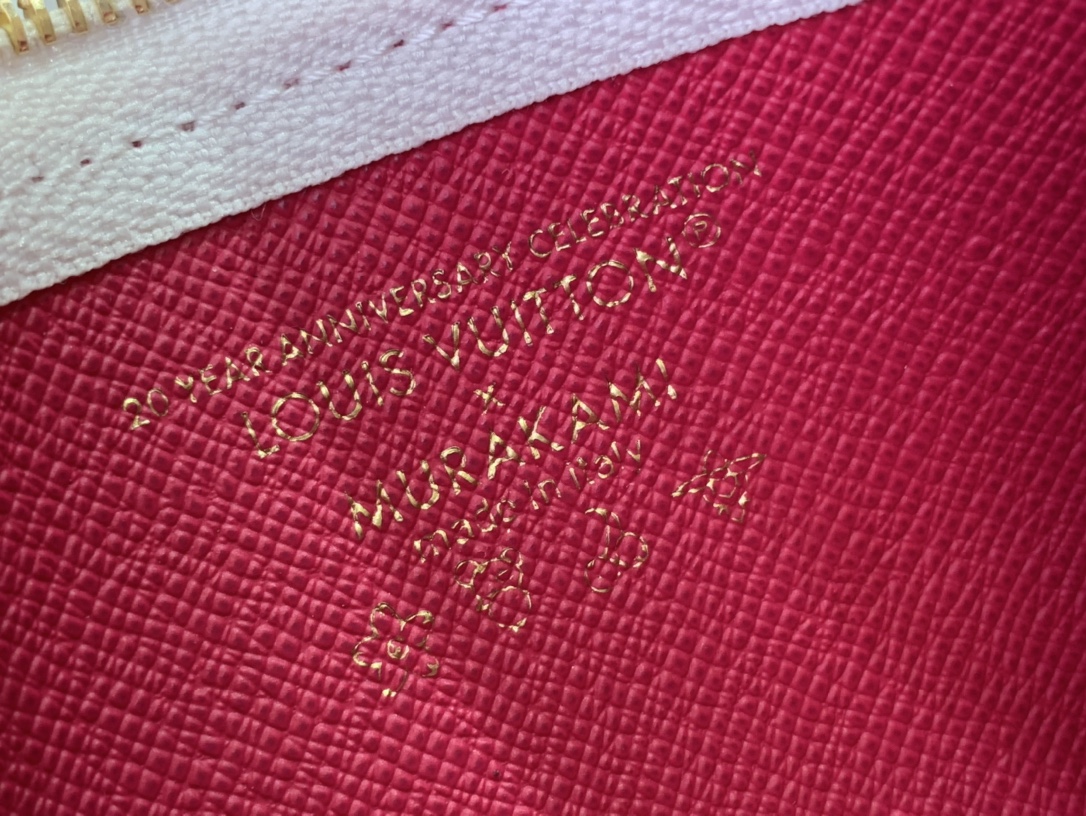 20 YEAR ANNIVERSARY CELEBRATION
LOUIS VUITTON®
x
MURAKAMI
made in Italy